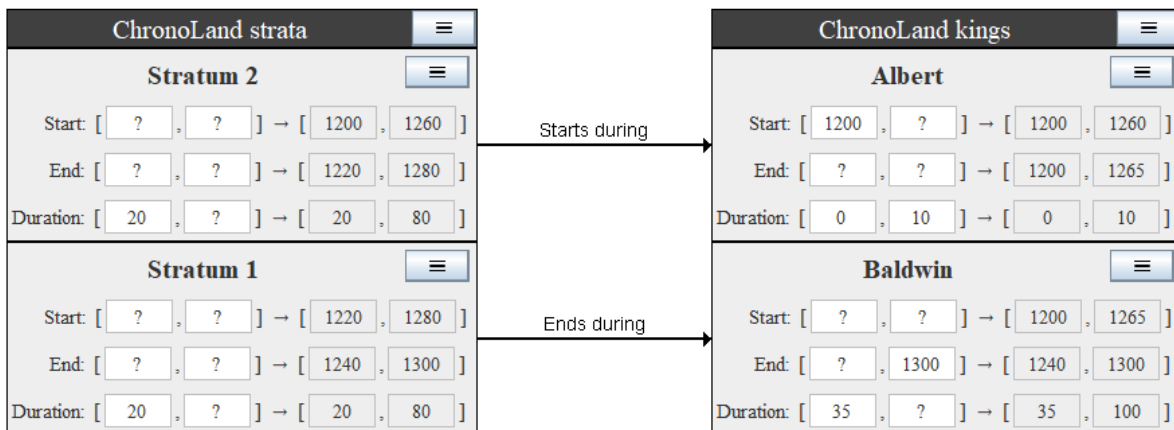 ChronoLand strata ≡
Stratum 2 ≡
Start: [ ? , ? ] → [ 1200 , 1260 ]
End: [ ? , ? ] → [ 1220 , 1280 ]
Duration: [ 20 , ? ] → [ 20 , 80 ]
Stratum 1 ≡
Start: [ ? , ? ] → [ 1220 , 1280 ]
End: [ ? , ? ] → [ 1240 , 1300 ]
Duration: [ 20 , ? ] → [ 20 , 80 ]
Starts during
Ends during
ChronoLand kings ≡
Albert ≡
Start: [ 1200 , ? ] → [ 1200 , 1260 ]
End: [ ? , ? ] → [ 1200 , 1265 ]
Duration: [ 0 , 10 ] → [ 0 , 10 ]
Baldwin ≡
Start: [ ? , ? ] → [ 1200 , 1265 ]
End: [ ? , 1300 ] → [ 1240 , 1300 ]
Duration: [ 35 , ? ] → [ 35 , 100 ]